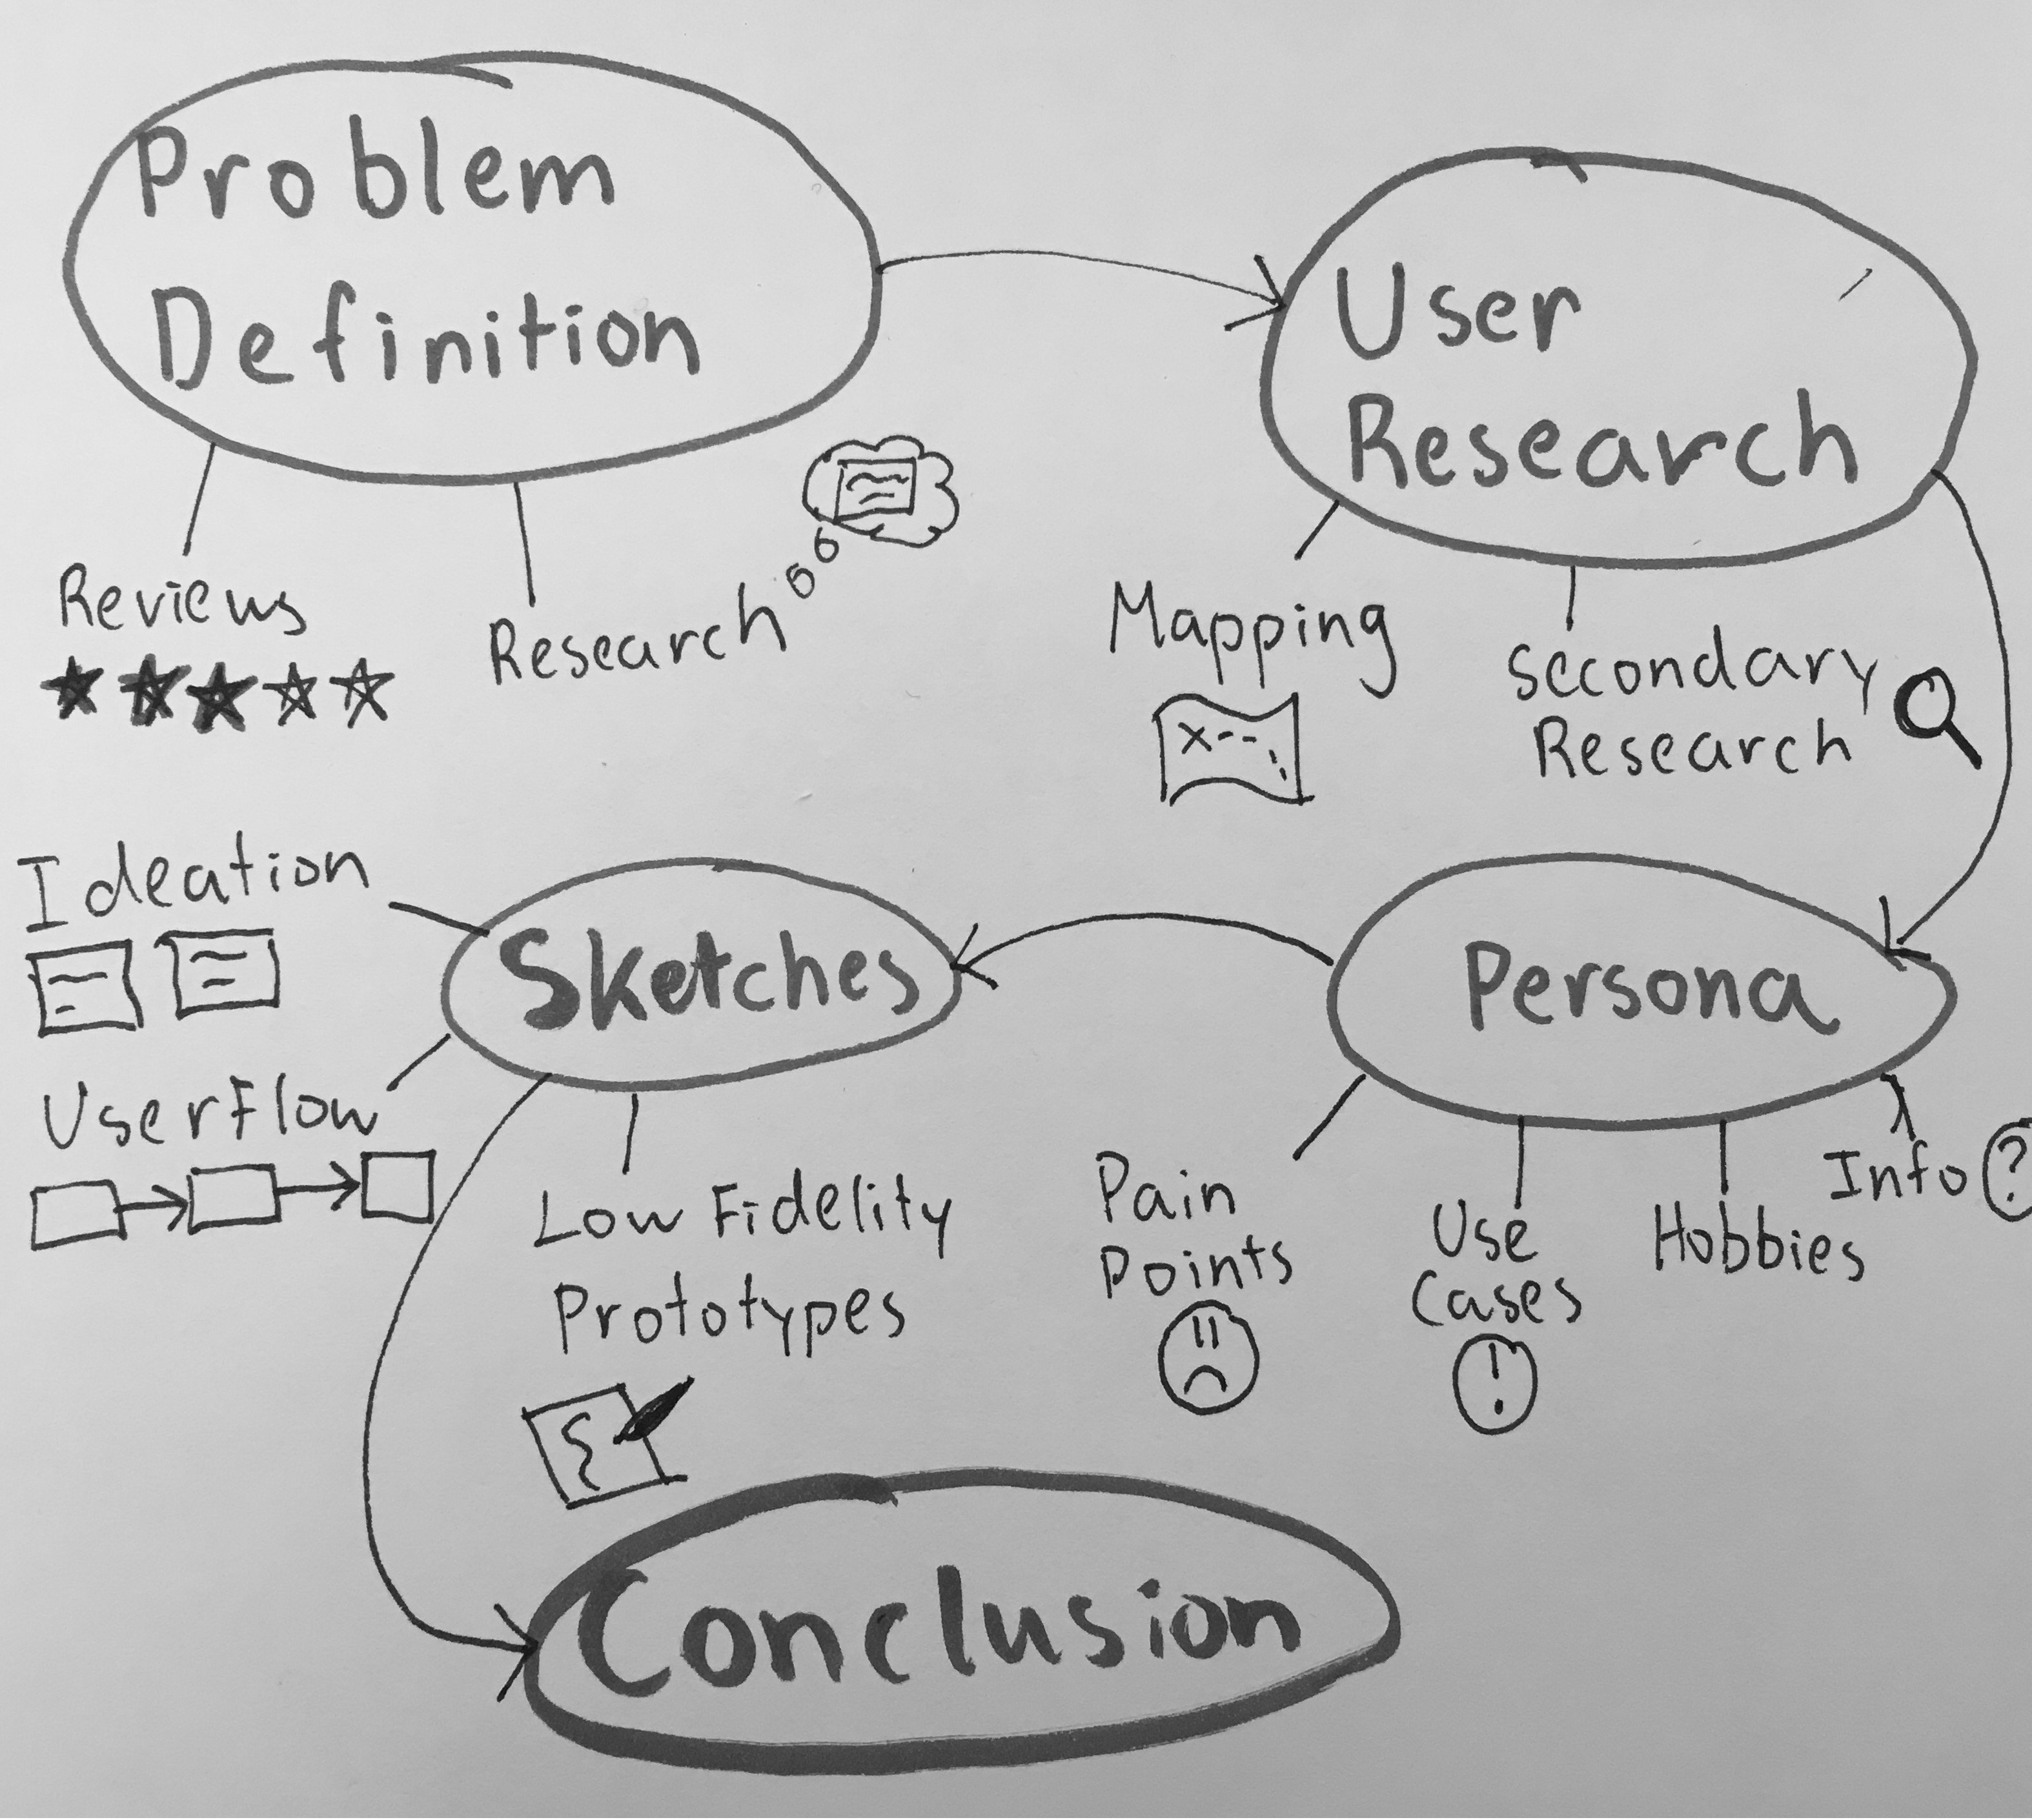 Problem
Definition
User
Research
Reviews
Research
Mapping
Secondary
Research
Ideation
Sketches
Persona
Userflow
Low Fidelity
Prototypes
Pain
Points
Use
Cases
Hobbies
Info ?
!
Conclusion